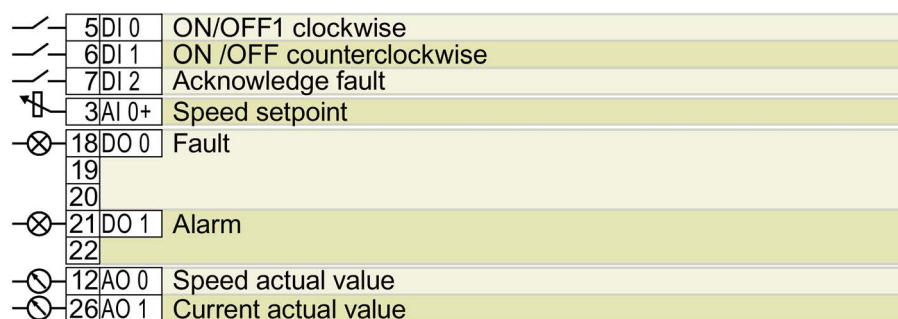 5 DI 0 ON/OFF1 clockwise
6 DI 1 ON /OFF counterclockwise
7 DI 2 Acknowledge fault
3 AI 0+ Speed setpoint
18 DO 0 Fault
19
20
21 DO 1 Alarm
22
12 AO 0 Speed actual value
26 AO 1 Current actual value